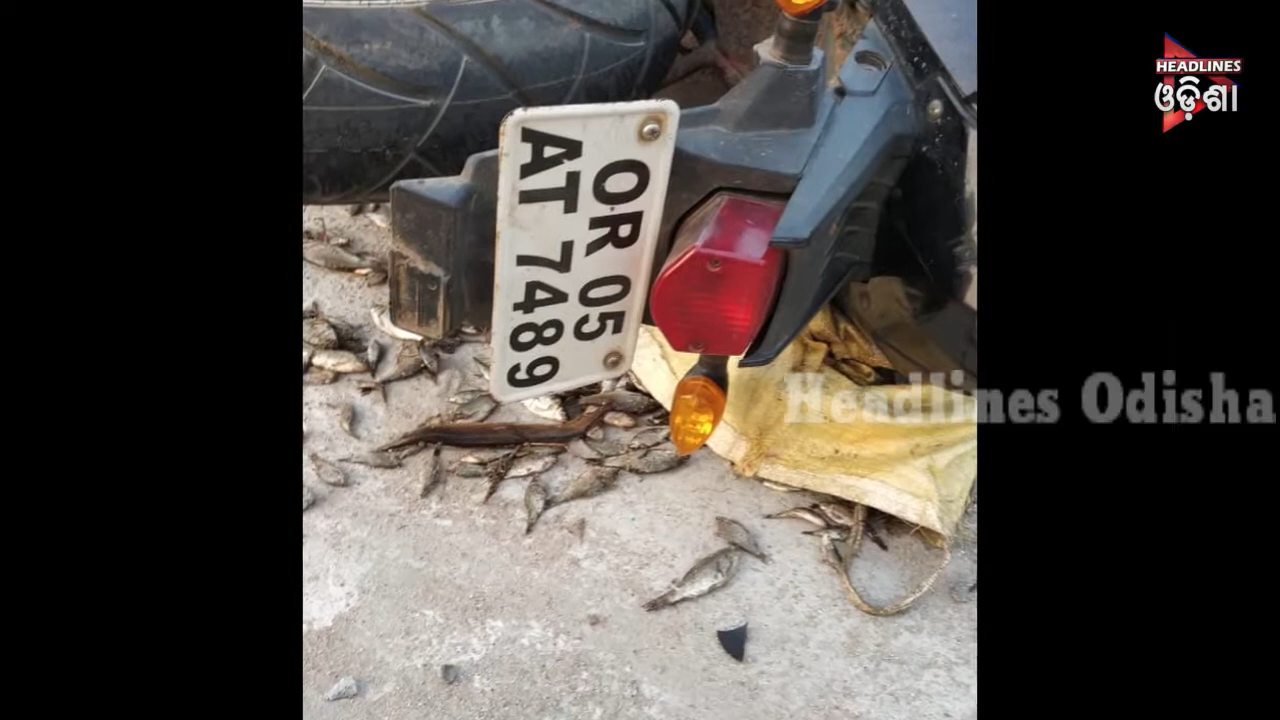 OR 05
AT 7489
HEADLINES
ଓଡ଼ିଶା
Headlines Odisha